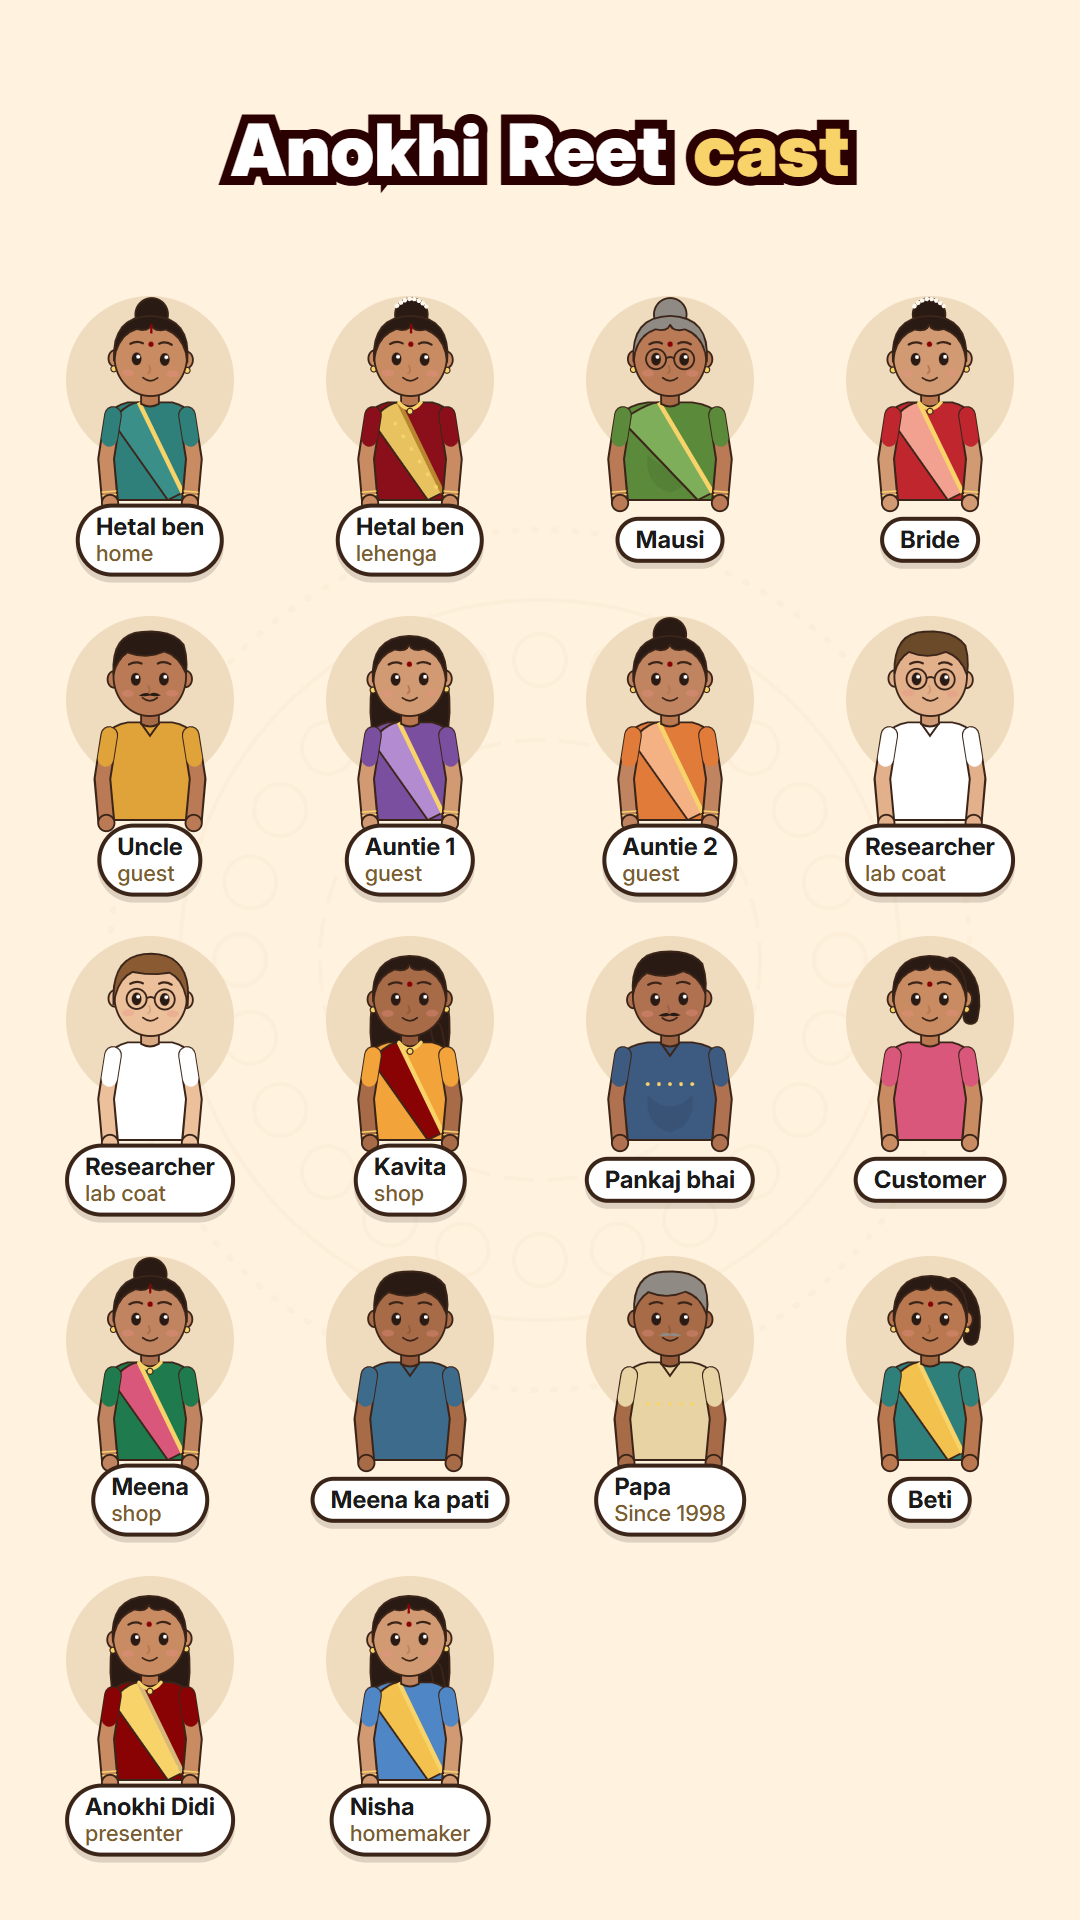 Anokhi Reet cast
Hetal ben
home
Hetal ben
lehenga
Mausi
Bride
Uncle
guest
Auntie 1
guest
Auntie 2
guest
Researcher
lab coat
Researcher
lab coat
Kavita
shop
Pankaj bhai
Customer
Meena
shop
Meena ka pati
Papa
Since 1998
Beti
Anokhi Didi
presenter
Nisha
homemaker